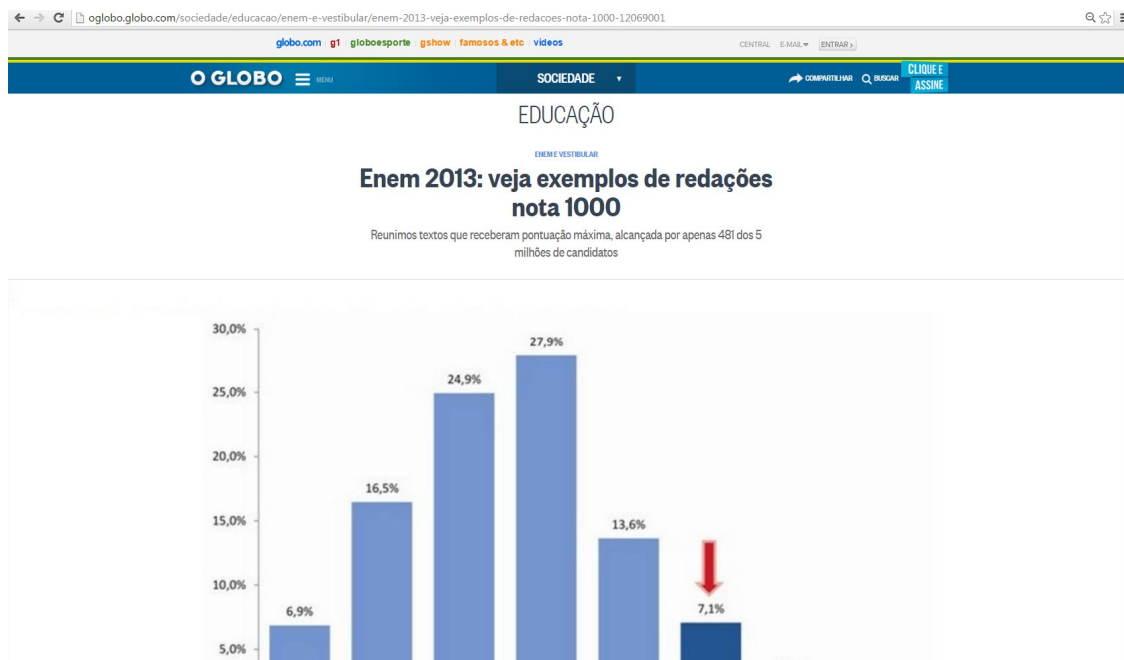 oglobo.globo.com/sociedade/educacao/enem-e-vestibular/enem-2013-veja-exemplos-de-redacoes-nota-1000-12069001
globo.com g1 globoesporte gshow famosos & etc vídeos CENTRAL E-MAIL ENTRAR
O GLOBO MENU SOCIEDADE COMPARTILHAR BUSCAR CLIQUE E
ASSINE
EDUCAÇÃO
ENEM E VESTIBULAR
Enem 2013: veja exemplos de redações
nota 1000
Reunimos textos que receberam pontuação máxima, alcançada por apenas 481 dos 5
milhões de candidatos
30,0%
27,9%
24,9%
25,0%
20,0%
16,5%
15,0%
13,6%
10,0%
6,9%
7,1%
5,0%